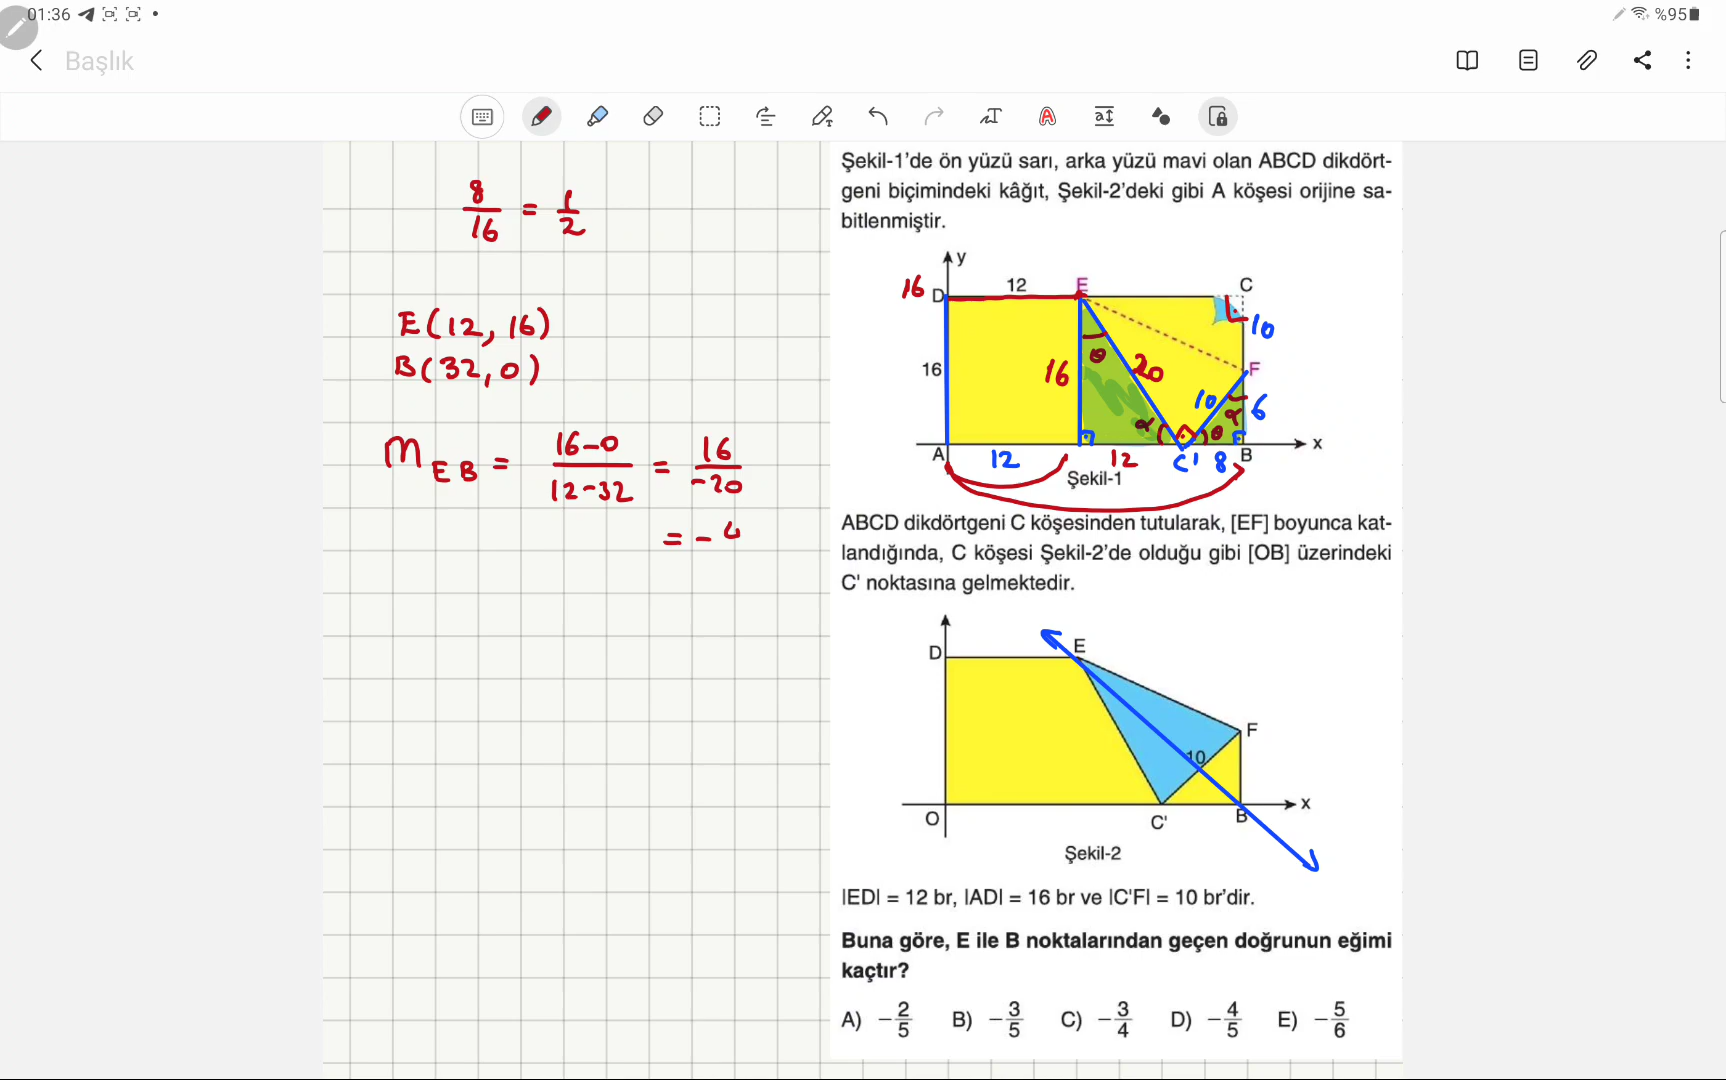 01:36
%95
Başlık
8/16 = 1/2
E(12, 16)
B(32, 0)
m EB = 16-0/12-32 = 16/-20
= - 4
Şekil-1'de ön yüzü sarı, arka yüzü mavi olan ABCD dikdört-
geni biçimindeki kâğıt, Şekil-2'deki gibi A köşesi orijine sa-
bitlenmiştir.
y
16 D 12 E C
10
θ
16 16 20 F
10 6
α
α θ
A B x
12 12 C' 8
Şekil-1
ABCD dikdörtgeni C köşesinden tutularak, [EF] boyunca kat-
landığında, C köşesi Şekil-2'de olduğu gibi [OB] üzerindeki
C' noktasına gelmektedir.
D E
F
10
x
O C' B
Şekil-2
|ED| = 12 br, |AD| = 16 br ve |C'F| = 10 br'dir.
Buna göre, E ile B noktalarından geçen doğrunun eğimi
kaçtır?
A) -2/5 B) -3/5 C) -3/4 D) -4/5 E) -5/6